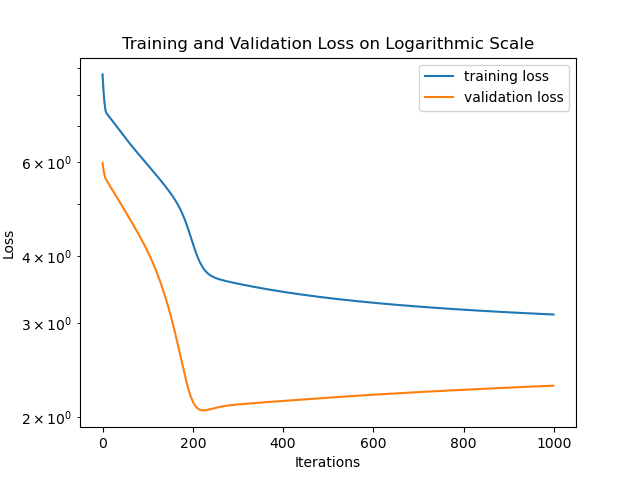 Training and Validation Loss on Logarithmic Scale
training loss
validation loss
6 × 10⁰
4 × 10⁰
3 × 10⁰
2 × 10⁰
Loss
0 200 400 600 800 1000
Iterations